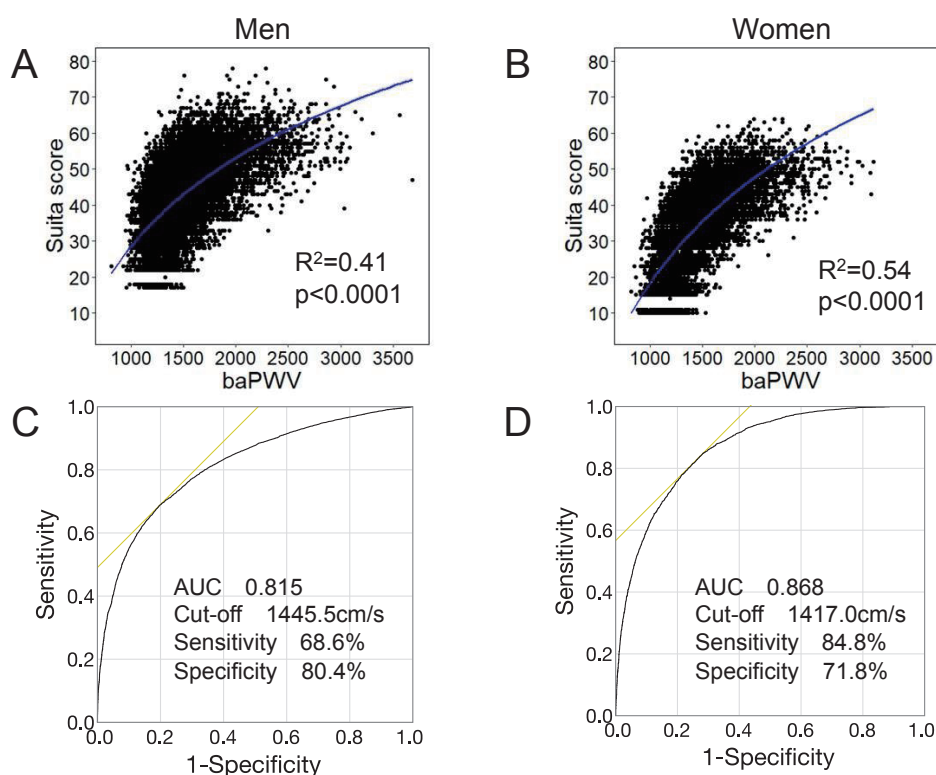 Men
Women
A
B
80
70
60
50
40
30
20
10
Suita score
R²=0.41
p<0.0001
1000 1500 2000 2500 3000 3500
baPWV
80
70
60
50
40
30
20
10
Suita score
R²=0.54
p<0.0001
1000 1500 2000 2500 3000 3500
baPWV
C
D
1.0
0.8
0.6
0.4
0.2
0.0
Sensitivity
AUC 0.815
Cut-off 1445.5cm/s
Sensitivity 68.6%
Specificity 80.4%
0.0 0.2 0.4 0.6 0.8 1.0
1-Specificity
1.0
0.8
0.6
0.4
0.2
0.0
Sensitivity
AUC 0.868
Cut-off 1417.0cm/s
Sensitivity 84.8%
Specificity 71.8%
0.0 0.2 0.4 0.6 0.8 1.0
1-Specificity